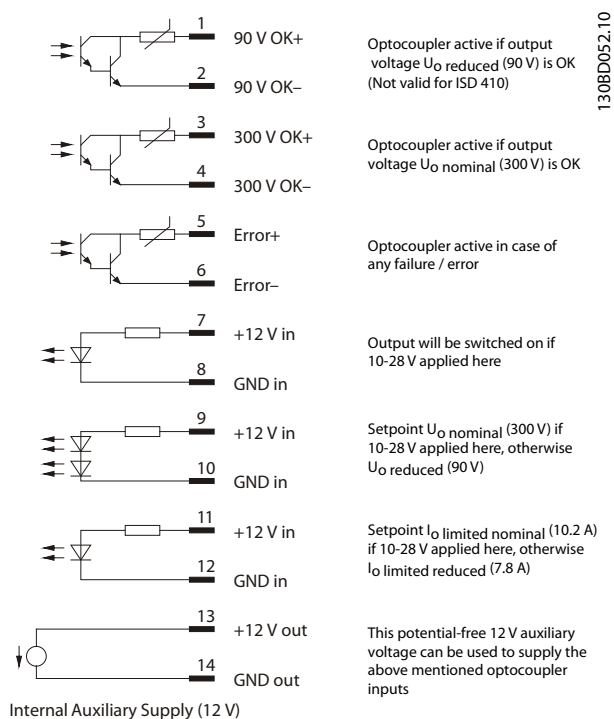 130BD052.10
1
90 V OK+
2
90 V OK–
Optocoupler active if output
voltage Uo reduced (90 V) is OK
(Not valid for ISD 410)
3
300 V OK+
4
300 V OK–
Optocoupler active if output
voltage Uo nominal (300 V) is OK
5
Error+
6
Error–
Optocoupler active in case of
any failure / error
7
+12 V in
8
GND in
Output will be switched on if
10-28 V applied here
9
+12 V in
10
GND in
Setpoint Uo nominal (300 V) if
10-28 V applied here, otherwise
Uo reduced (90 V)
11
+12 V in
12
GND in
Setpoint Io limited nominal (10.2 A)
if 10-28 V applied here, otherwise
Io limited reduced (7.8 A)
13
+12 V out
14
GND out
This potential-free 12 V auxiliary
voltage can be used to supply the
above mentioned optocoupler
inputs
Internal Auxiliary Supply (12 V)